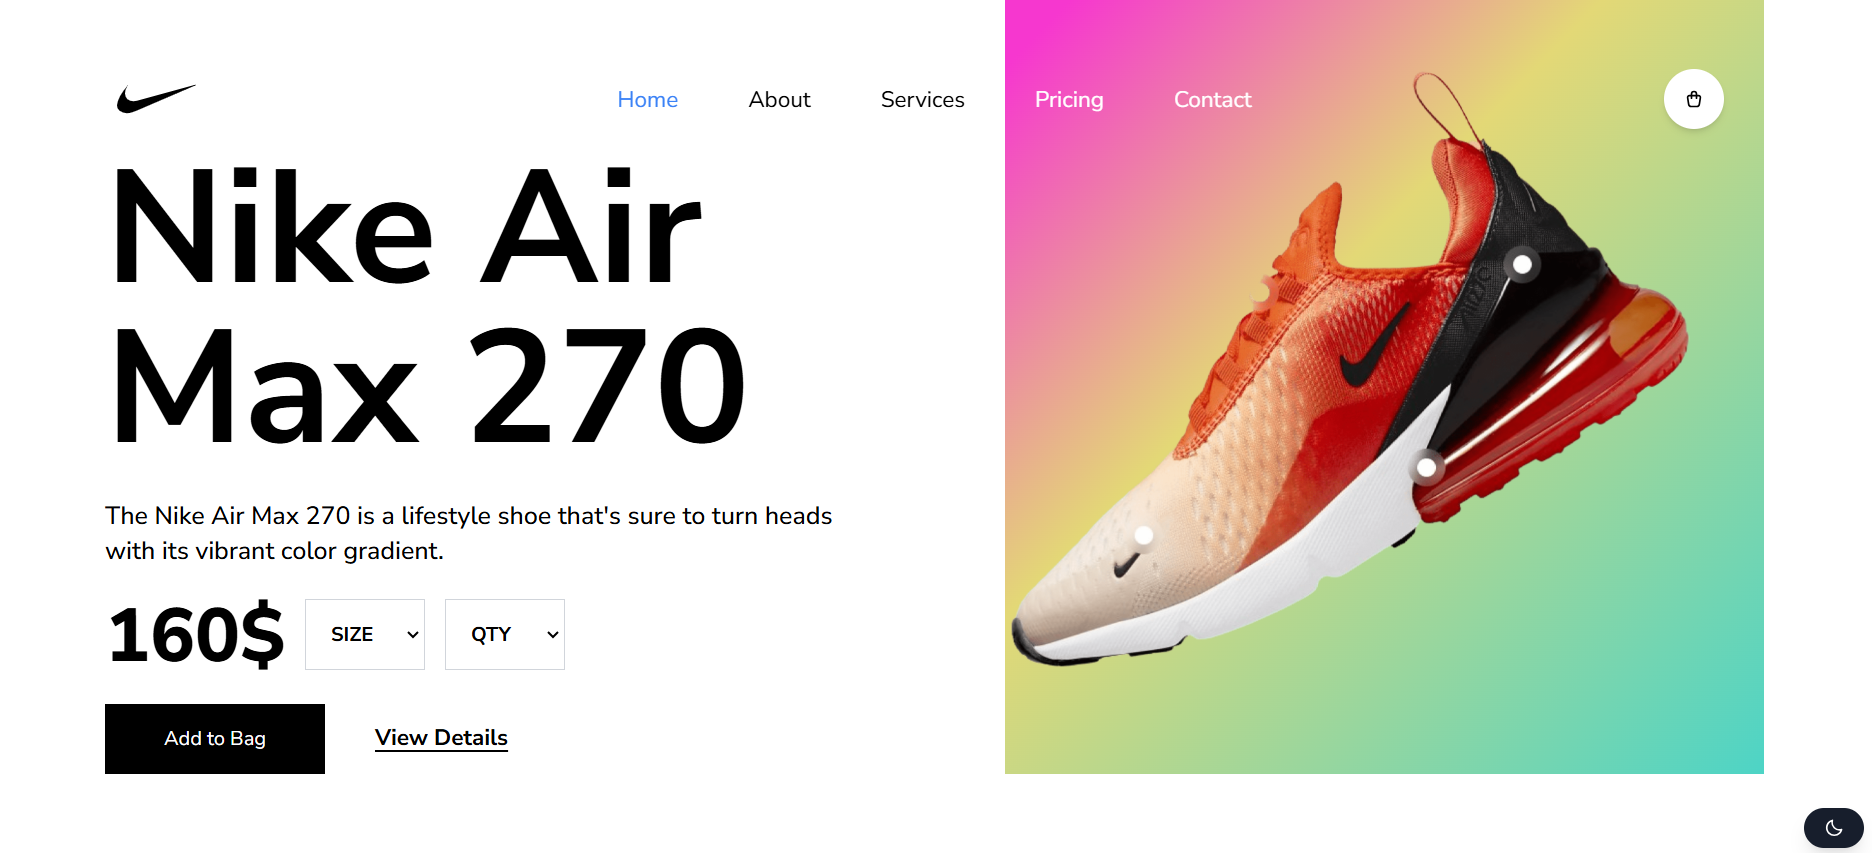 Home About Services Pricing Contact
Nike Air
Max 270
The Nike Air Max 270 is a lifestyle shoe that's sure to turn heads
with its vibrant color gradient.
160$ SIZE QTY
Add to Bag View Details